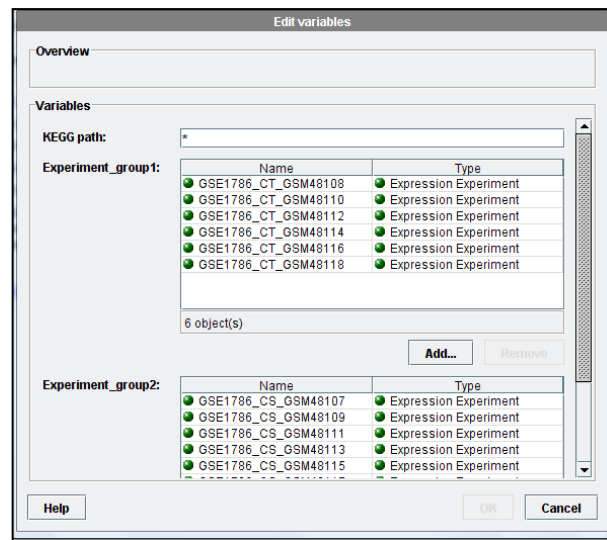 Edit variables
Overview
Variables
KEGG path: *
Experiment_group1: Name Type
GSE1786_CT_GSM48108 Expression Experiment
GSE1786_CT_GSM48110 Expression Experiment
GSE1786_CT_GSM48112 Expression Experiment
GSE1786_CT_GSM48114 Expression Experiment
GSE1786_CT_GSM48116 Expression Experiment
GSE1786_CT_GSM48118 Expression Experiment
6 object(s)
Add... Remove
Experiment_group2: Name Type
GSE1786_CS_GSM48107 Expression Experiment
GSE1786_CS_GSM48109 Expression Experiment
GSE1786_CS_GSM48111 Expression Experiment
GSE1786_CS_GSM48113 Expression Experiment
GSE1786_CS_GSM48115 Expression Experiment
Help OK Cancel